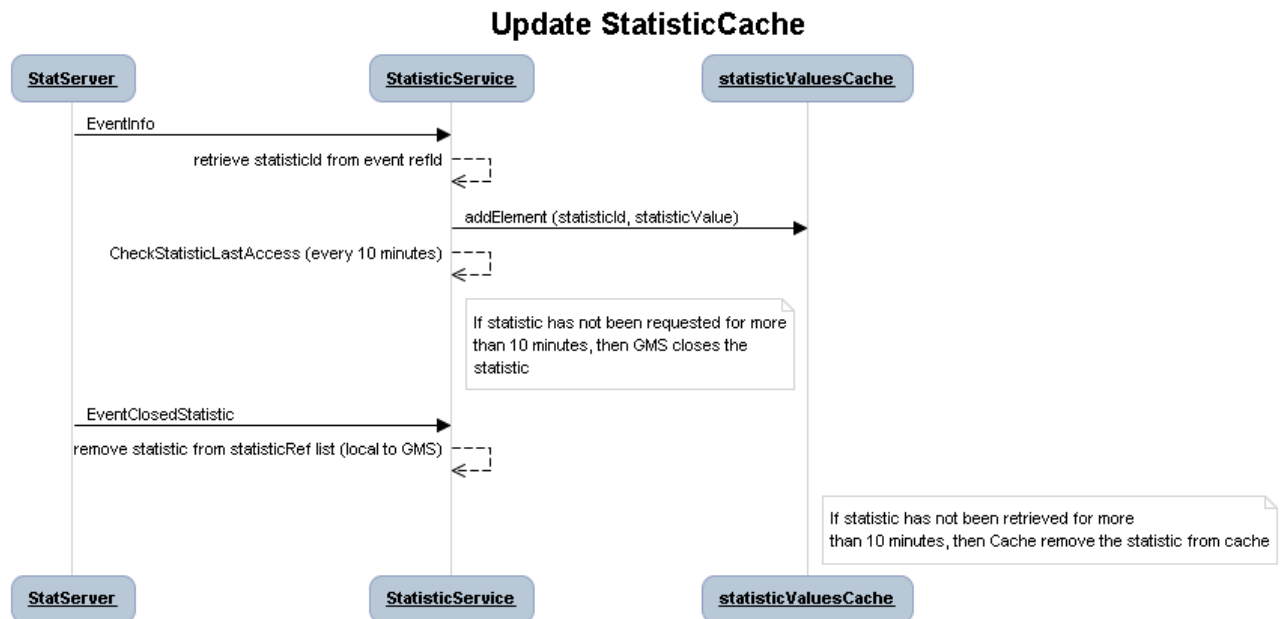 Update StatisticCache
StatServer
StatisticService
statisticValuesCache
EventInfo
retrieve statisticId from event refId
addElement (statisticId, statisticValue)
CheckStatisticLastAccess (every 10 minutes)
If statistic has not been requested for more
than 10 minutes, then GMS closes the
statistic
EventClosedStatistic
remove statistic from statisticRef list (local to GMS)
If statistic has not been retrieved for more
than 10 minutes, then Cache remove the statistic from cache
StatServer
StatisticService
statisticValuesCache